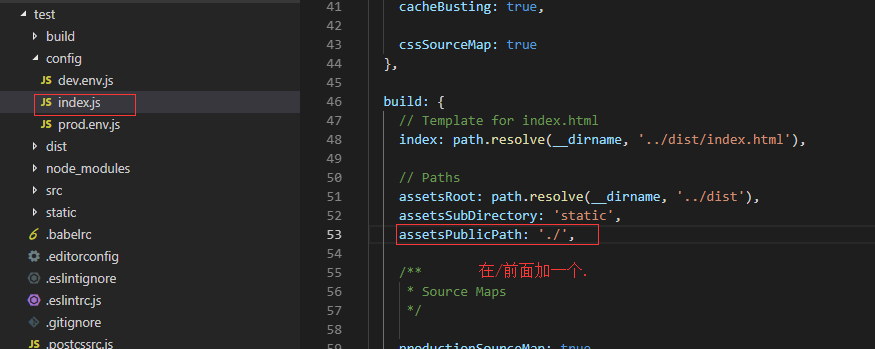 test
build
config
JS dev.env.js
JS index.js
JS prod.env.js
dist
node_modules
src
static
.babelrc
.editorconfig
.eslintignore
.eslintrc.js
.gitignore
.postcssrc.js
41 cacheBusting: true,
42
43 cssSourceMap: true
44 },
45
46 build: {
47 // Template for index.html
48 index: path.resolve(__dirname, '../dist/index.html'),
49
50 // Paths
51 assetsRoot: path.resolve(__dirname, '../dist'),
52 assetsSubDirectory: 'static',
53 assetsPublicPath: './',
54
55 /** 在/前面加一个.
56 * Source Maps
57 */
58
59 productionSourceMap: true